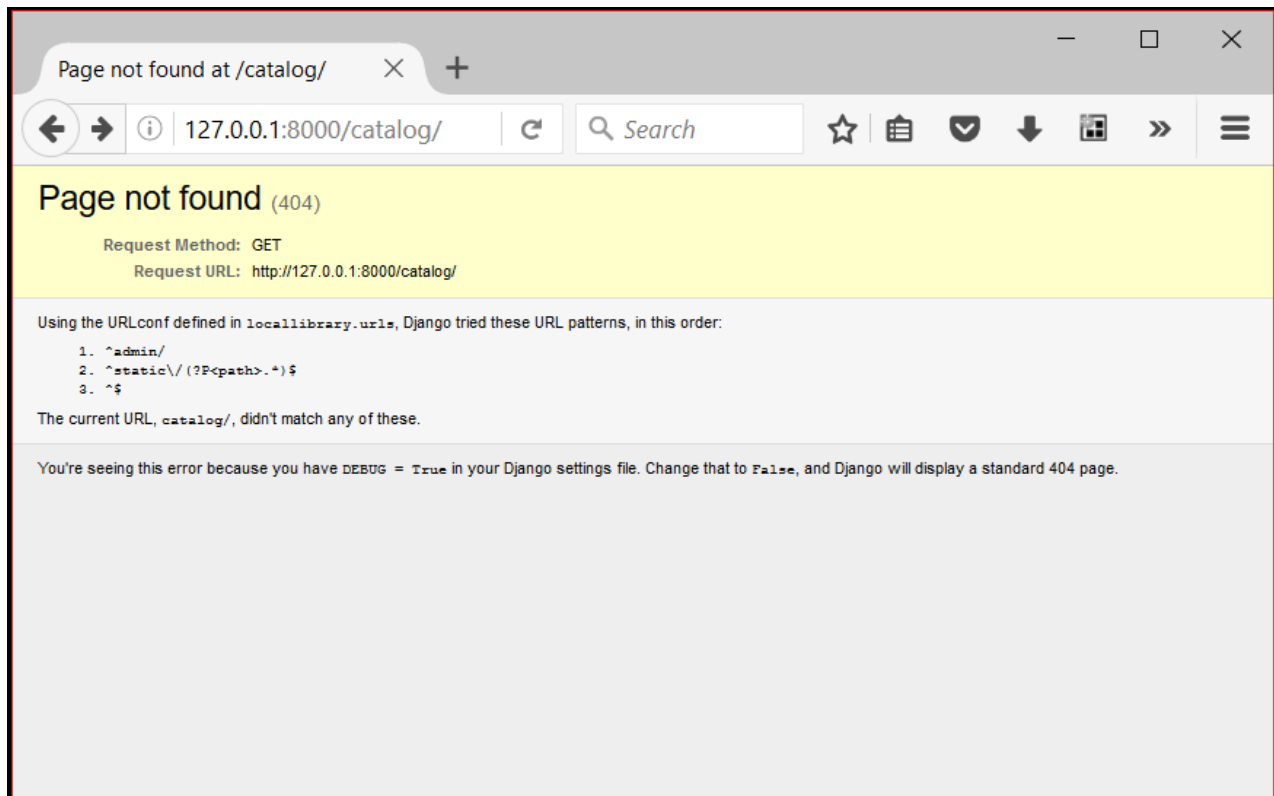 Page not found at /catalog/
127.0.0.1:8000/catalog/
Search
Page not found (404)
Request Method: GET
Request URL: http://127.0.0.1:8000/catalog/
Using the URLconf defined in locallibrary.urls, Django tried these URL patterns, in this order:
1. ^admin/
2. ^static\/(?P<path>.*)$
3. ^$
The current URL, catalog/, didn't match any of these.
You're seeing this error because you have DEBUG = True in your Django settings file. Change that to False, and Django will display a standard 404 page.